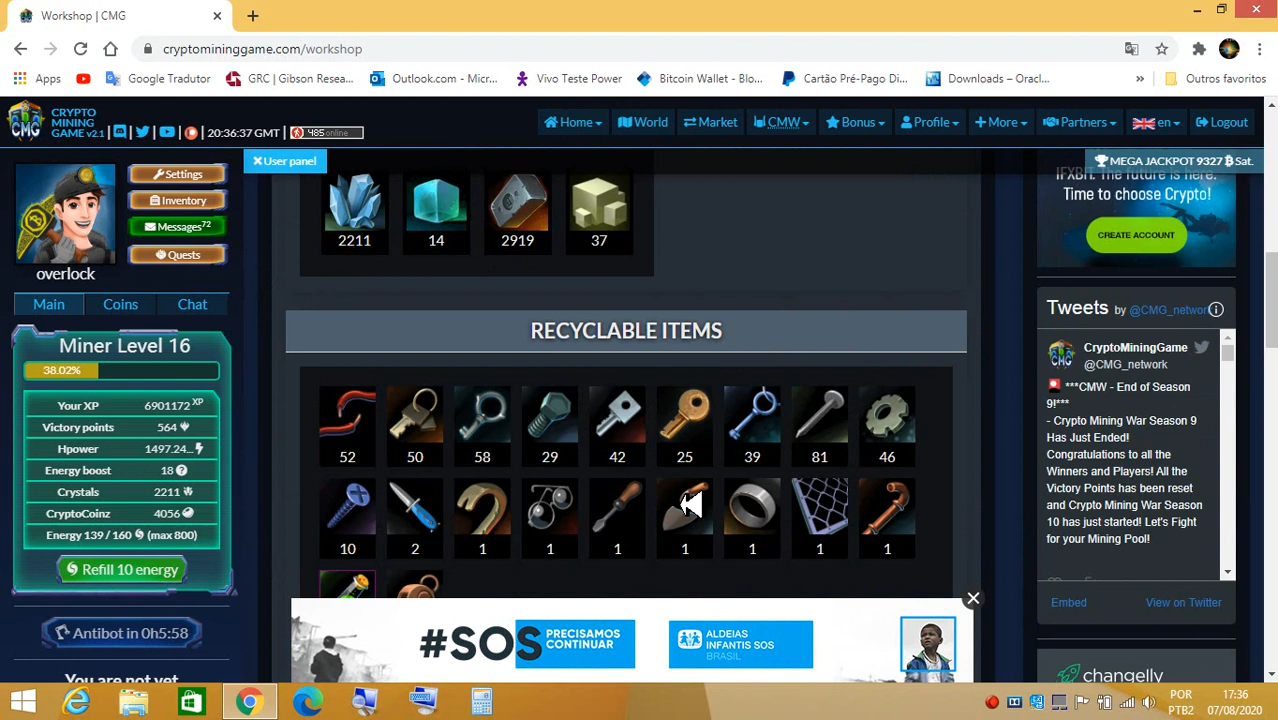 Workshop | CMG
cryptomininggame.com/workshop
Apps
Google Tradutor
GRC | Gibson Resea...
Outlook.com - Micr...
Vivo Teste Power
Bitcoin Wallet - Blo...
Cartão Pré-Pago Di...
Downloads – Oracl...
Outros favoritos
CMG
CRYPTO
MINING
GAME v2.1
20:36:37 GMT
485 online
Home
World
Market
CMW
Bonus
Profile
More
Partners
en
Logout
User panel
MEGA JACKPOT 9327 Sat.
Settings
Inventory
Messages 72
Quests
overlock
Main
Coins
Chat
Miner Level 16
38.02%
Your XP 6901172 XP
Victory points 564
Hpower 1497.24...
Energy boost 18
Crystals 2211
CryptoCoinz 4056
Energy 139 / 160 (max 800)
Refill 10 energy
Antibot in 0h5:58
You are not yet
2211
14
2919
37
RECYCLABLE ITEMS
52
50
58
29
42
25
39
81
46
10
2
1
1
1
1
1
1
1
#SOS
PRECISAMOS
CONTINUAR
ALDEIAS
INFANTIS SOS
BRASIL
IFXBIT. The future is here.
Time to choose Crypto!
CREATE ACCOUNT
Tweets by @CMG_networ
CryptoMiningGame
@CMG_network
***CMW - End of Season
9!***
- Crypto Mining War Season 9
Has Just Ended!
Congratulations to all the
Winners and Players! All the
Victory Points has been reset
and Crypto Mining War Season
10 has just started! Let's Fight
for your Mining Pool!
Embed
View on Twitter
changelly
POR
PTB2
17:36
07/08/2020